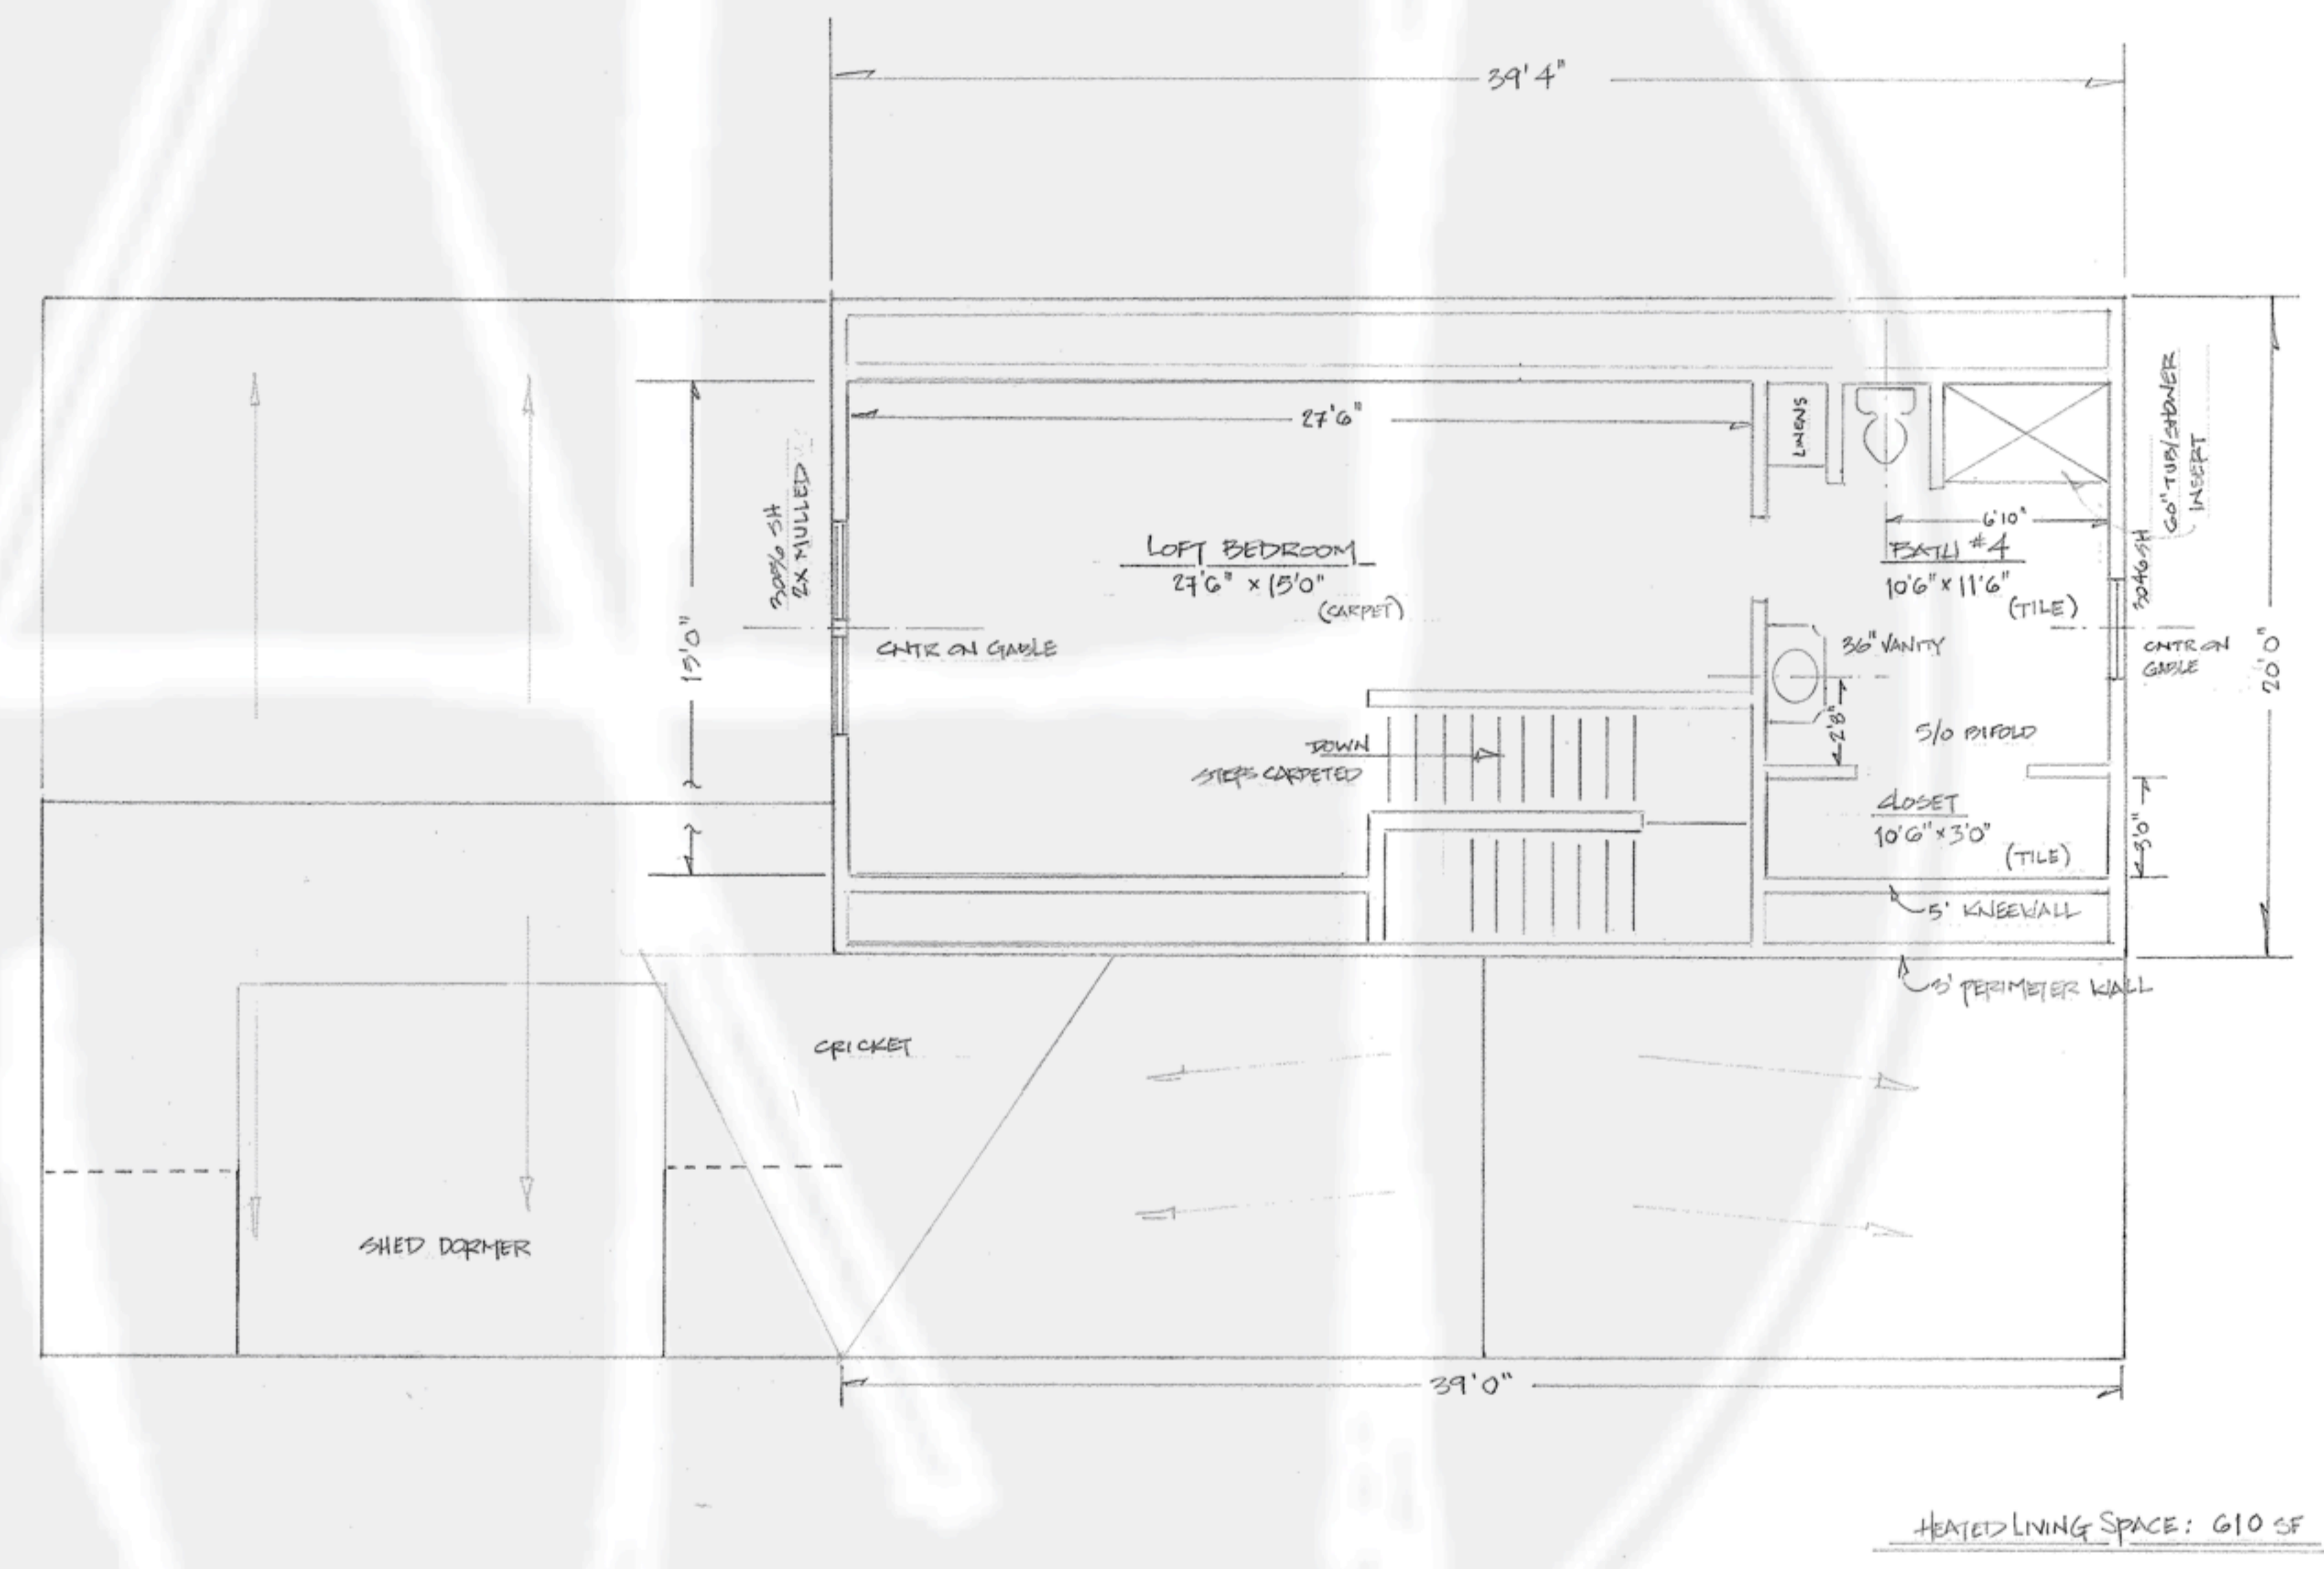 39'4"
27'6"
LINENS
60" TUB/SHOWER
INSERT
3056 SH
2X MULLED
LOFT BEDROOM
27'6" x 15'0"
(CARPET)
6'10"
BATH #4
10'6" x 11'6"
(TILE)
3046 SH
15'0"
CNTR ON GABLE
36" VANITY
CNTR ON
GABLE
20'0"
2'8"
5/0 BIFOLD
DOWN
STEPS CARPETED
CLOSET
10'6" x 3'0"
(TILE)
3'0"
5' KNEEWALL
3' PERIMETER WALL
CRICKET
SHED DORMER
39'0"
HEATED LIVING SPACE: 610 SF